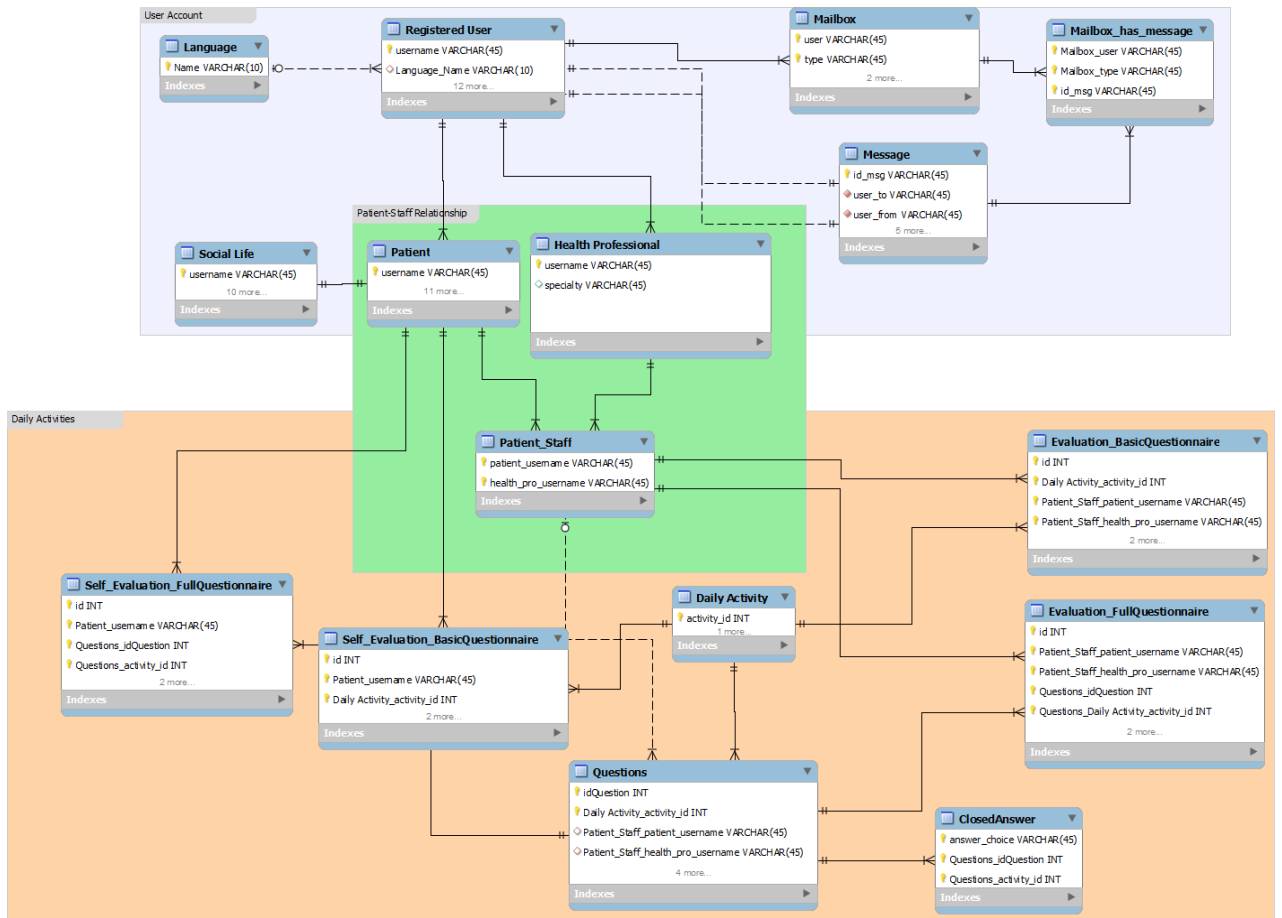 User Account
Language
Name VARCHAR(10)
Indexes
Registered User
username VARCHAR(45)
Language_Name VARCHAR(10)
12 more...
Indexes
Mailbox
user VARCHAR(45)
type VARCHAR(45)
2 more...
Indexes
Mailbox_has_message
Mailbox_user VARCHAR(45)
Mailbox_type VARCHAR(45)
id_msg VARCHAR(45)
Indexes
Message
id_msg VARCHAR(45)
user_to VARCHAR(45)
user_from VARCHAR(45)
5 more...
Indexes
Patient-Staff Relationship
Social Life
username VARCHAR(45)
10 more...
Indexes
Patient
username VARCHAR(45)
11 more...
Indexes
Health Professional
username VARCHAR(45)
specialty VARCHAR(45)
Indexes
Daily Activities
Patient_Staff
patient_username VARCHAR(45)
health_pro_username VARCHAR(45)
Indexes
Evaluation_BasicQuestionnaire
id INT
Daily Activity_activity_id INT
Patient_Staff_patient_username VARCHAR(45)
Patient_Staff_health_pro_username VARCHAR(45)
2 more...
Indexes
Self_Evaluation_FullQuestionnaire
id INT
Patient_username VARCHAR(45)
Questions_idQuestion INT
Questions_activity_id INT
2 more...
Indexes
Self_Evaluation_BasicQuestionnaire
id INT
Patient_username VARCHAR(45)
Daily Activity_activity_id INT
2 more...
Indexes
Daily Activity
activity_id INT
1 more...
Indexes
Evaluation_FullQuestionnaire
id INT
Patient_Staff_patient_username VARCHAR(45)
Patient_Staff_health_pro_username VARCHAR(45)
Questions_idQuestion INT
Questions_Daily Activity_activity_id INT
2 more...
Indexes
Questions
idQuestion INT
Daily Activity_activity_id INT
Patient_Staff_patient_username VARCHAR(45)
Patient_Staff_health_pro_username VARCHAR(45)
4 more...
Indexes
ClosedAnswer
answer_choice VARCHAR(45)
Questions_idQuestion INT
Questions_activity_id INT
Indexes